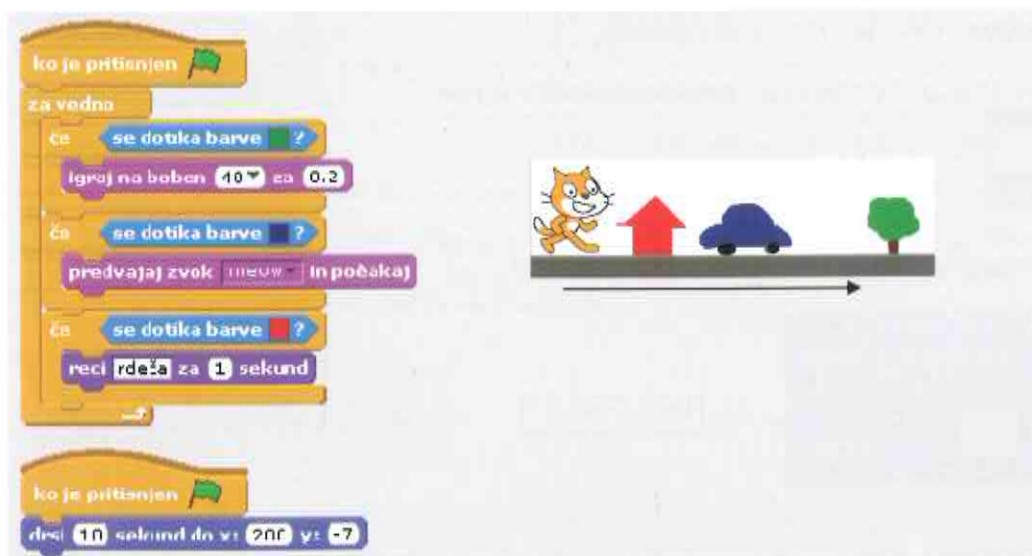 ko je pritisnjen
za vedno
če se dotika barve ?
igraj na boben 40 za 0.2
če se dotika barve ?
predvajaj zvok meow in počakaj
če se dotika barve ?
reci rdeča za 1 sekund
ko je pritisnjen
drsi 10 sekund do x: 200 y: -7